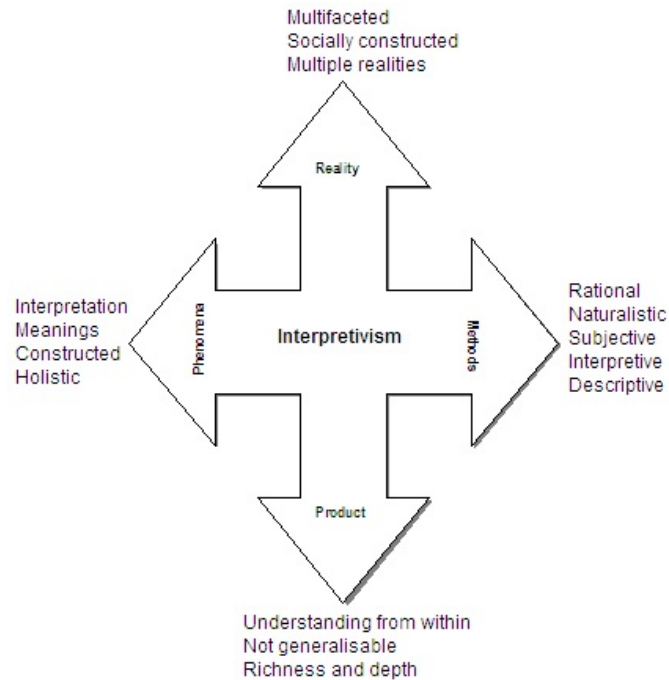 Multifaceted
Socially constructed
Multiple realities
Reality
Interpretation
Meanings
Constructed
Holistic
Phenomena
Interpretivism
Methods
Rational
Naturalistic
Subjective
Interpretive
Descriptive
Product
Understanding from within
Not generalisable
Richness and depth